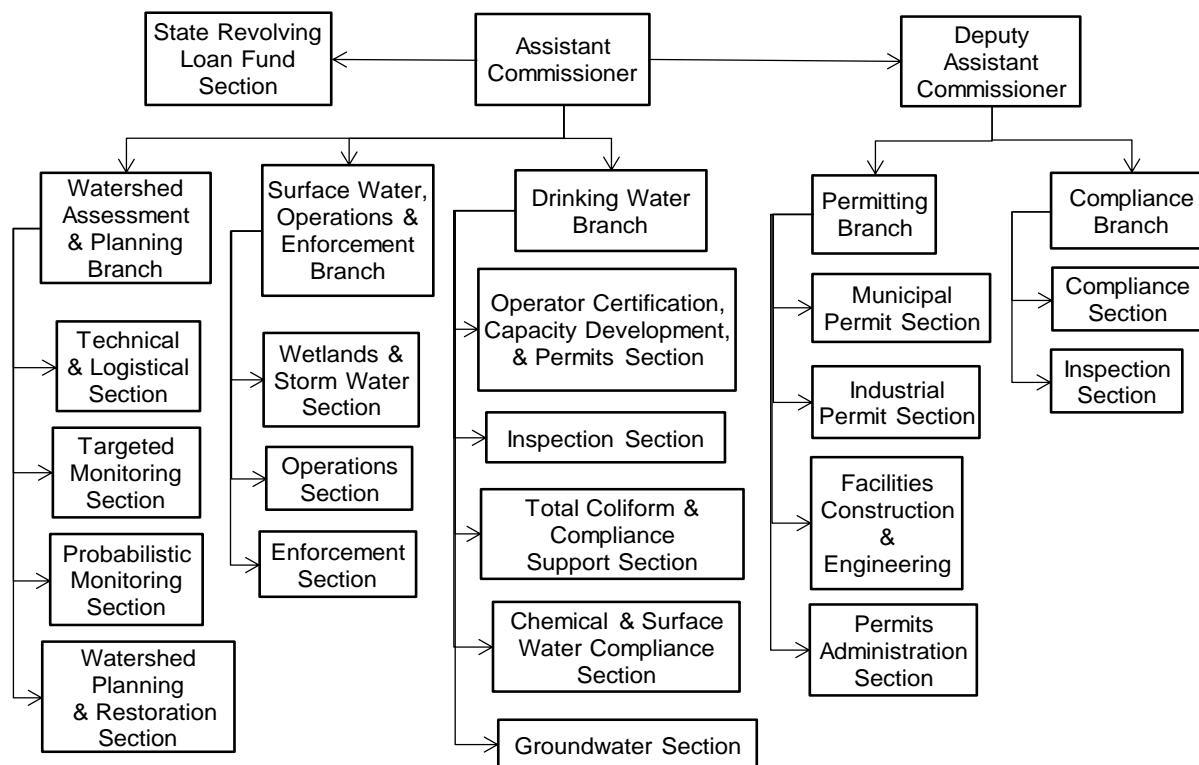 State Revolving
Loan Fund
Section
Assistant
Commissioner
Deputy
Assistant
Commissioner
Watershed
Assessment
& Planning
Branch
Surface Water,
Operations &
Enforcement
Branch
Drinking Water
Branch
Permitting
Branch
Compliance
Branch
Technical
& Logistical
Section
Targeted
Monitoring
Section
Probabilistic
Monitoring
Section
Watershed
Planning
& Restoration
Section
Wetlands &
Storm Water
Section
Operations
Section
Enforcement
Section
Operator Certification,
Capacity Development,
& Permits Section
Inspection Section
Total Coliform &
Compliance
Support Section
Chemical & Surface
Water Compliance
Section
Groundwater Section
Municipal
Permit Section
Industrial
Permit Section
Facilities
Construction
&
Engineering
Permits
Administration
Section
Compliance
Section
Inspection
Section